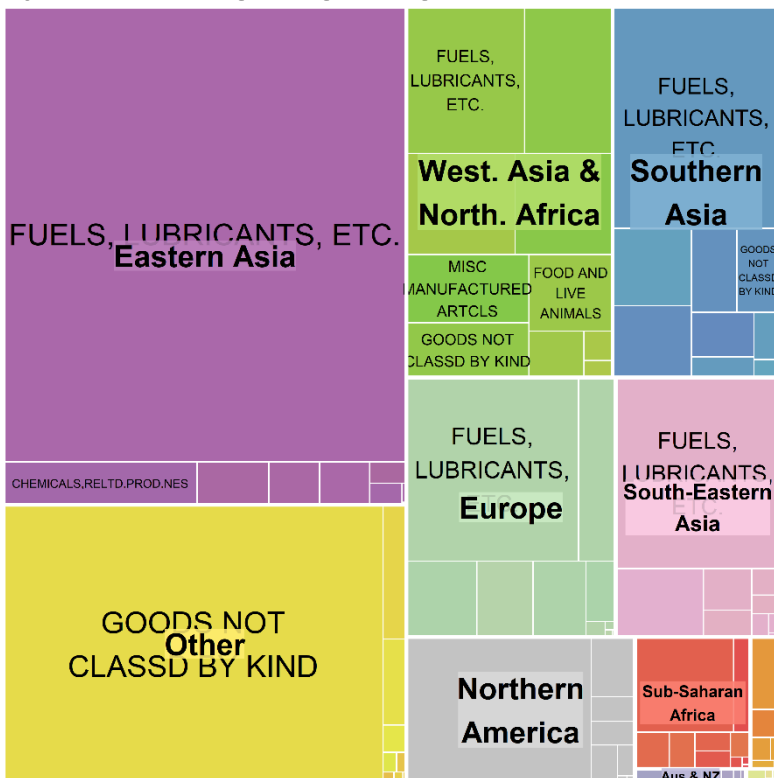 FUELS, LUBRICANTS, ETC.
Eastern Asia
CHEMICALS,RELTD.PROD.NES
GOODS NOT
CLASSD BY KIND
Other
FUELS,
LUBRICANTS,
ETC.
West. Asia &
North. Africa
MISC
MANUFACTURED
ARTCLS
FOOD AND
LIVE
ANIMALS
GOODS NOT
CLASSD BY KIND
FUELS,
LUBRICANTS,
ETC.
Southern
Asia
GOODS
NOT
CLASSD
BY KIND
FUELS,
LUBRICANTS,
ETC.
Europe
FUELS,
LUBRICANTS,
ETC.
South-Eastern
Asia
Northern
America
Sub-Saharan
Africa
Aus & NZ